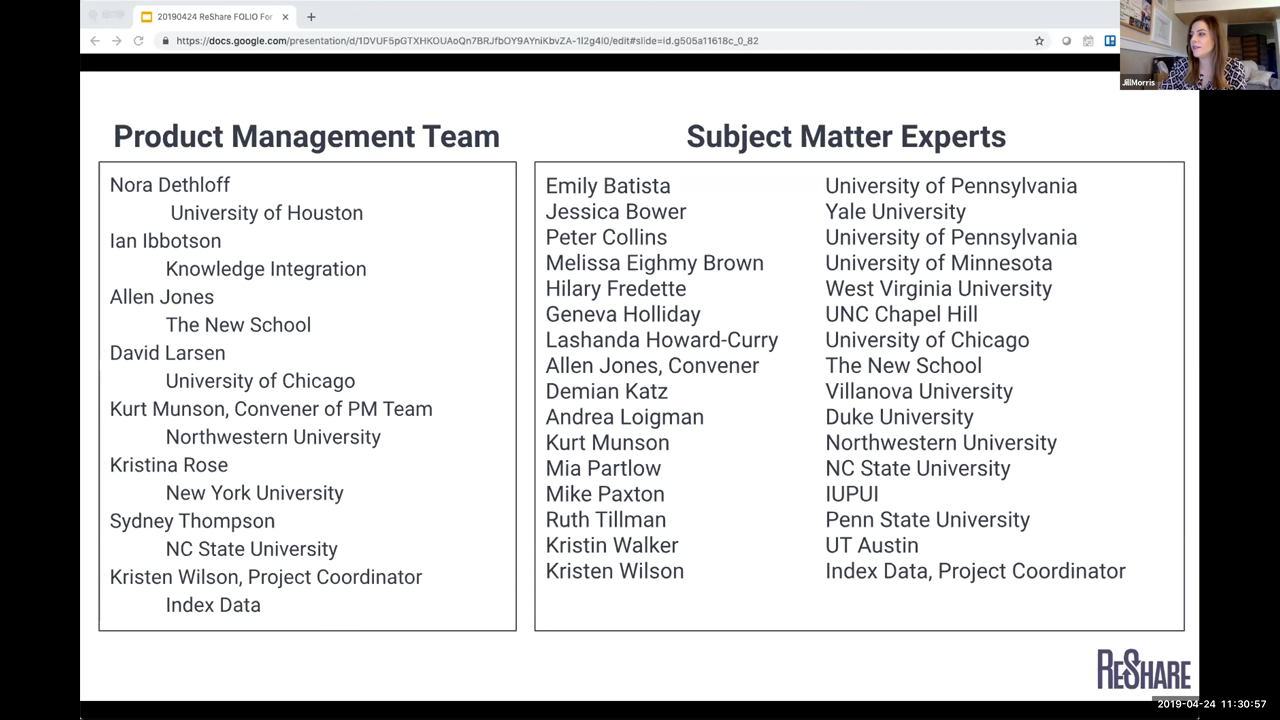 20190424 ReShare FOLIO For
https://docs.google.com/presentation/d/1DVUF5pGTXHKOUAoQn7BRJfbOY9AYniKbvZA-1I2g4I0/edit#slide=id.g505a11618c_0_82
JillMorris
Product Management Team
Nora Dethloff
University of Houston
Ian Ibbotson
Knowledge Integration
Allen Jones
The New School
David Larsen
University of Chicago
Kurt Munson, Convener of PM Team
Northwestern University
Kristina Rose
New York University
Sydney Thompson
NC State University
Kristen Wilson, Project Coordinator
Index Data
Subject Matter Experts
Emily Batista University of Pennsylvania
Jessica Bower Yale University
Peter Collins University of Pennsylvania
Melissa Eighmy Brown University of Minnesota
Hilary Fredette West Virginia University
Geneva Holliday UNC Chapel Hill
Lashanda Howard-Curry University of Chicago
Allen Jones, Convener The New School
Demian Katz Villanova University
Andrea Loigman Duke University
Kurt Munson Northwestern University
Mia Partlow NC State University
Mike Paxton IUPUI
Ruth Tillman Penn State University
Kristin Walker UT Austin
Kristen Wilson Index Data, Project Coordinator
RESHARE
2019-04-24 11:30:57